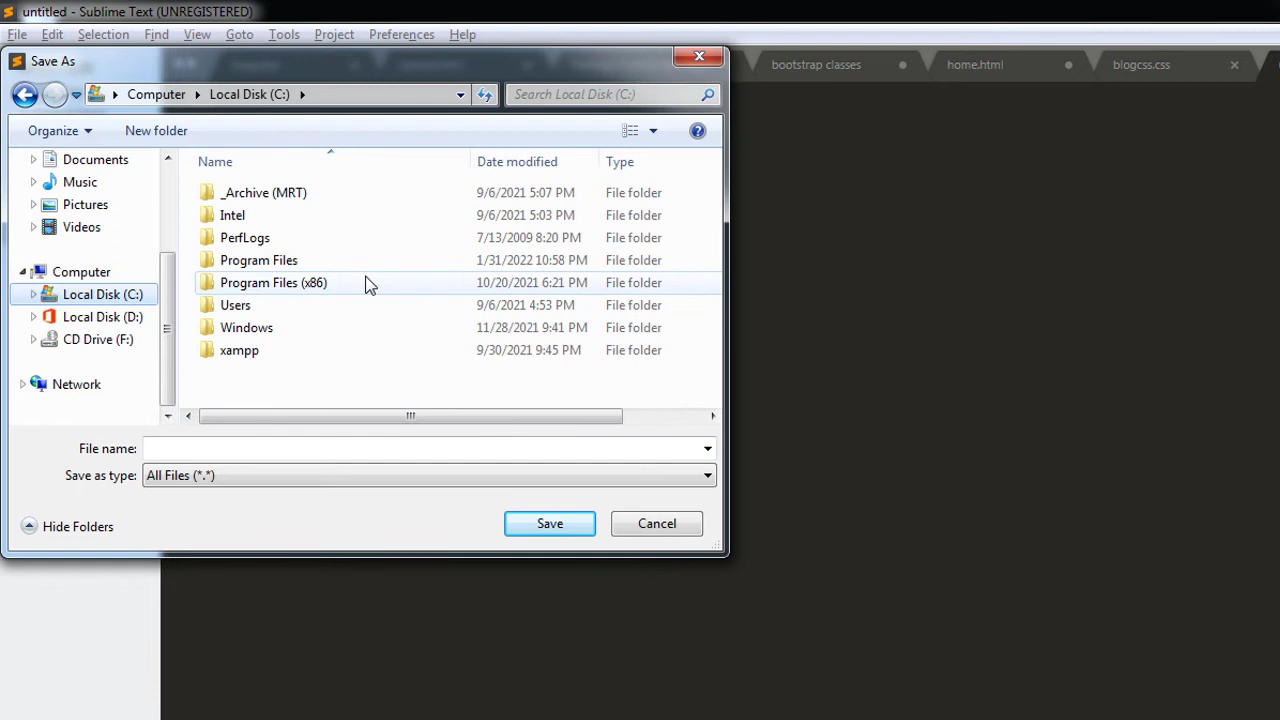 untitled - Sublime Text (UNREGISTERED)
File Edit Selection Find View Goto Tools Project Preferences Help
Save As
bootstrap classes home.html blogcss.css
Computer Local Disk (C:) Search Local Disk (C:)
Organize New folder
Name Date modified Type
Documents
Music
Pictures
Videos
Computer
Local Disk (C:)
Local Disk (D:)
CD Drive (F:)
Network
_Archive (MRT) 9/6/2021 5:07 PM File folder
Intel 9/6/2021 5:03 PM File folder
PerfLogs 7/13/2009 8:20 PM File folder
Program Files 1/31/2022 10:58 PM File folder
Program Files (x86) 10/20/2021 6:21 PM File folder
Users 9/6/2021 4:53 PM File folder
Windows 11/28/2021 9:41 PM File folder
xampp 9/30/2021 9:45 PM File folder
File name:
Save as type: All Files (*.*)
Hide Folders Save Cancel